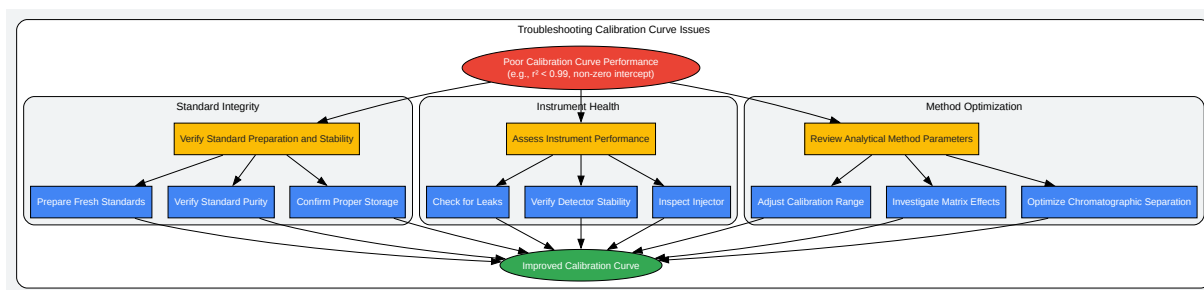 Troubleshooting Calibration Curve Issues
Poor Calibration Curve Performance
(e.g., r² < 0.99, non-zero intercept)
Standard Integrity
Instrument Health
Method Optimization
Verify Standard Preparation and Stability
Assess Instrument Performance
Review Analytical Method Parameters
Prepare Fresh Standards
Verify Standard Purity
Confirm Proper Storage
Check for Leaks
Verify Detector Stability
Inspect Injector
Adjust Calibration Range
Investigate Matrix Effects
Optimize Chromatographic Separation
Improved Calibration Curve